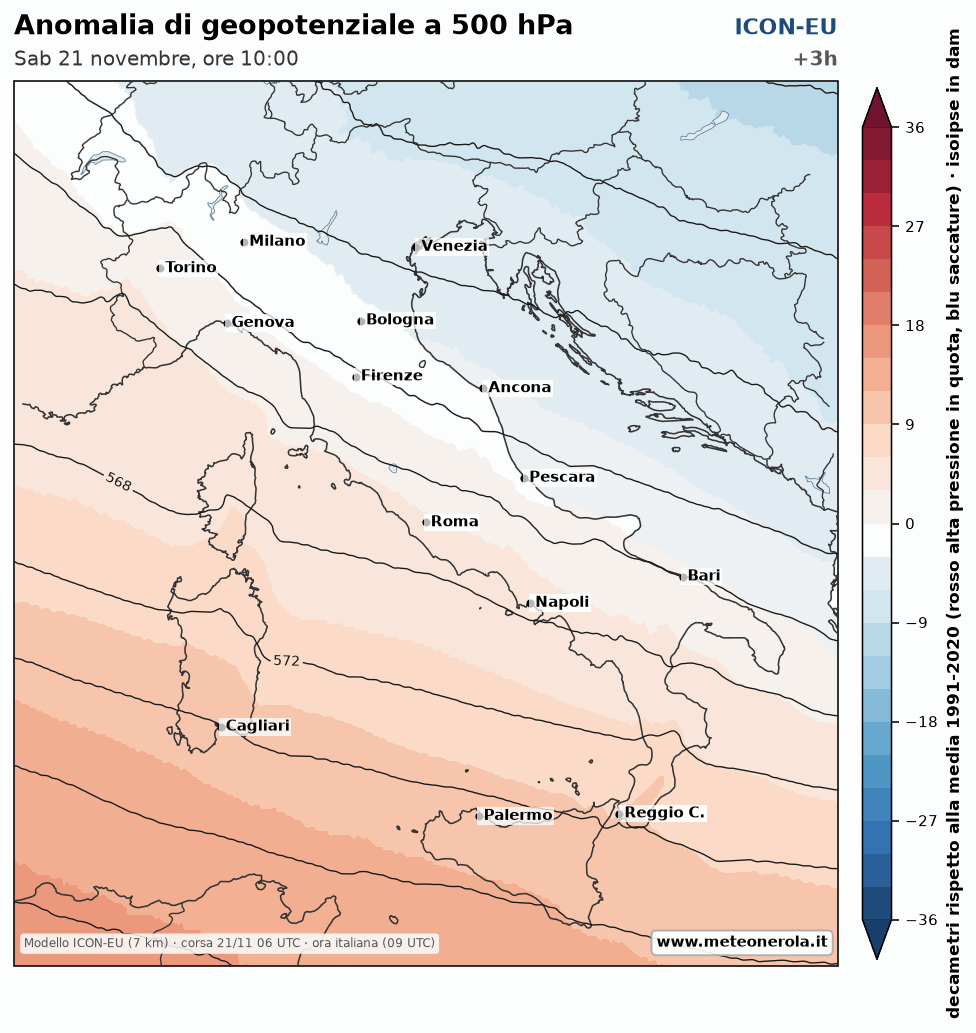 Anomalia di geopotenziale a 500 hPa
ICON-EU
Sab 21 novembre, ore 10:00
+3h
Milano
Venezia
Torino
Genova
Bologna
Firenze
Ancona
568
Pescara
Roma
Bari
Napoli
572
Cagliari
Palermo
Reggio C.
Modello ICON-EU (7 km) · corsa 21/11 06 UTC · ora italiana (09 UTC)
www.meteonerola.it
36
27
18
9
0
−9
−18
−27
−36
decametri rispetto alla media 1991-2020 (rosso alta pressione in quota, blu saccature) · isoipse in dam